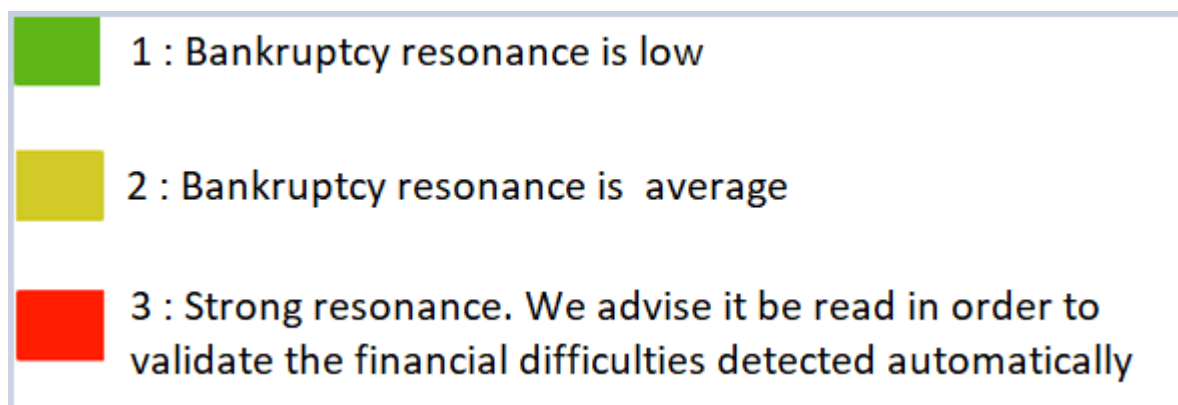 1 : Bankruptcy resonance is low
2 : Bankruptcy resonance is  average
3 : Strong resonance. We advise it be read in order to
validate the financial difficulties detected automatically